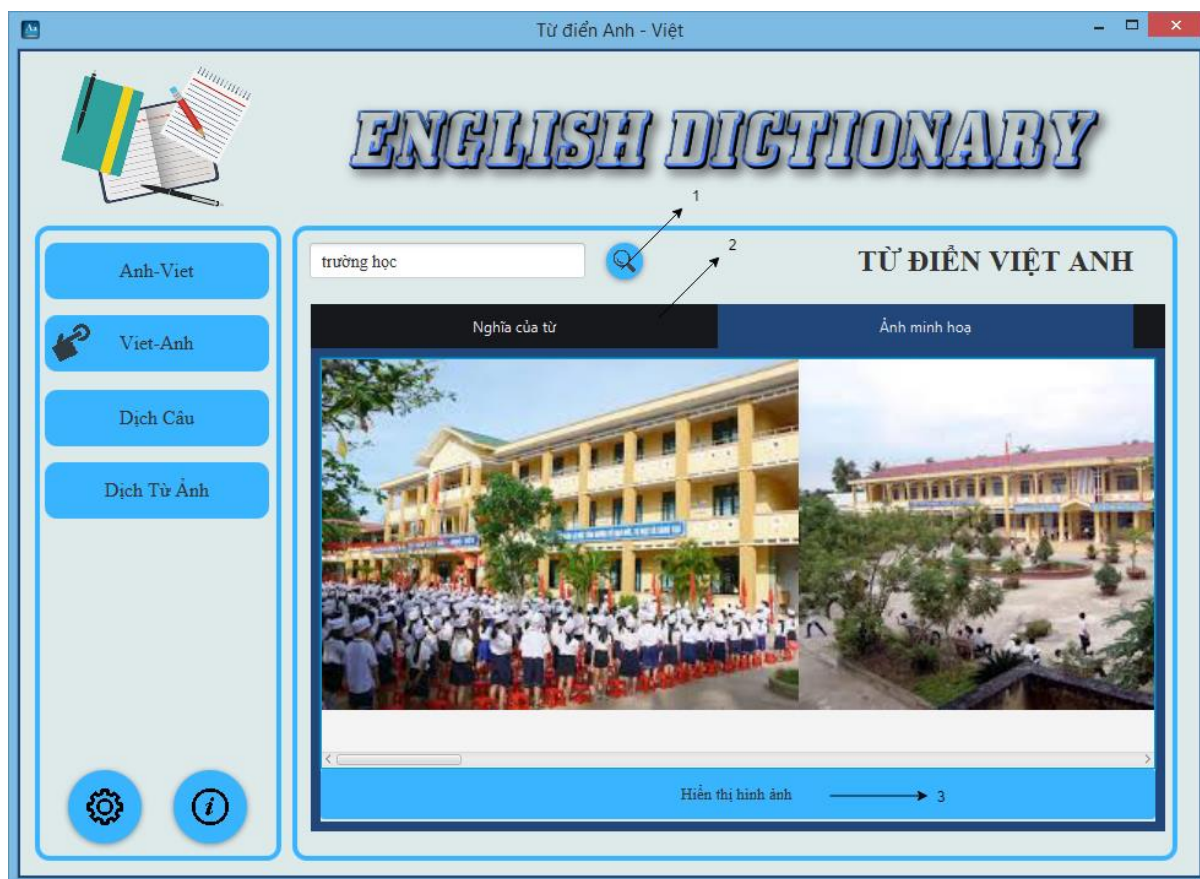 Từ điển Anh - Việt
ENGLISH DICTIONARY
1
2
trường học
TỪ ĐIỂN VIỆT ANH
Anh-Viet
Viet-Anh
Dịch Câu
Dịch Từ Ảnh
Nghĩa của từ
Ảnh minh hoạ
Hiển thị hình ảnh
3